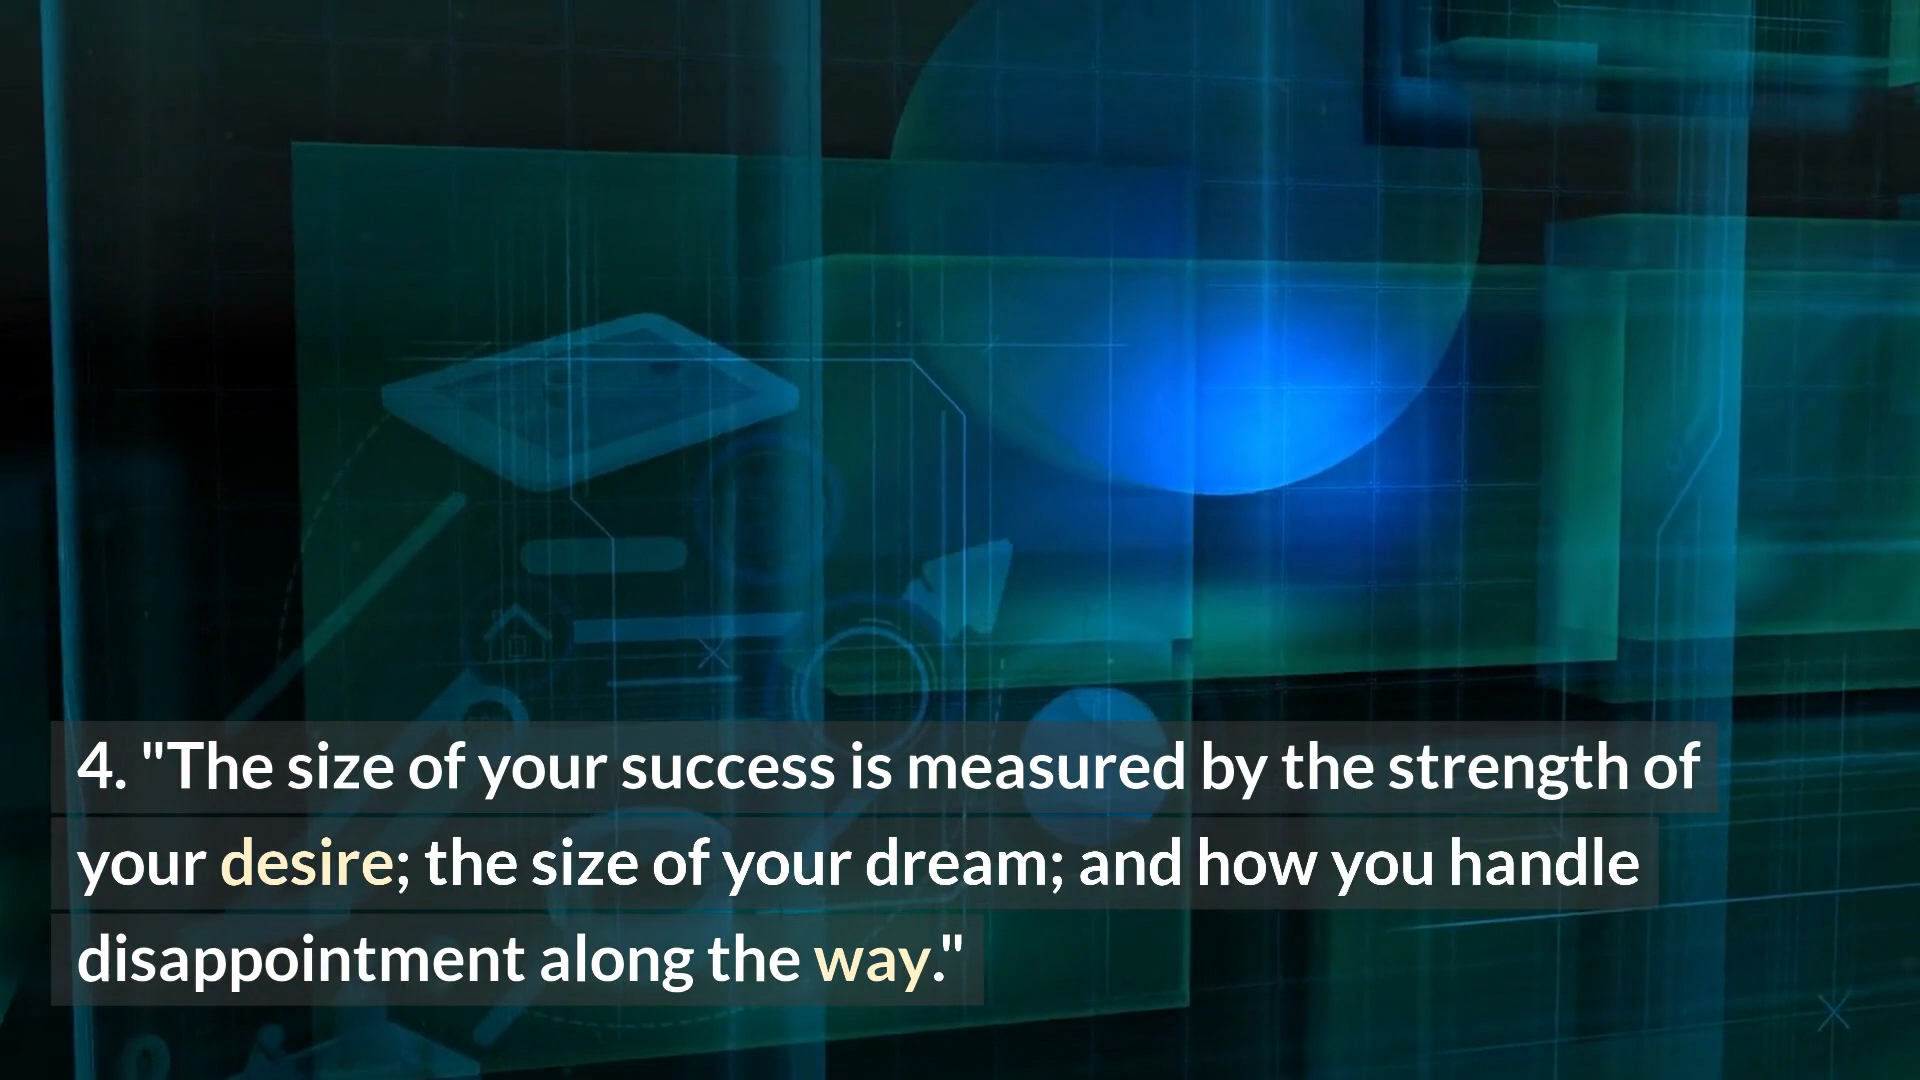 4. "The size of your success is measured by the strength of
your desire; the size of your dream; and how you handle
disappointment along the way."